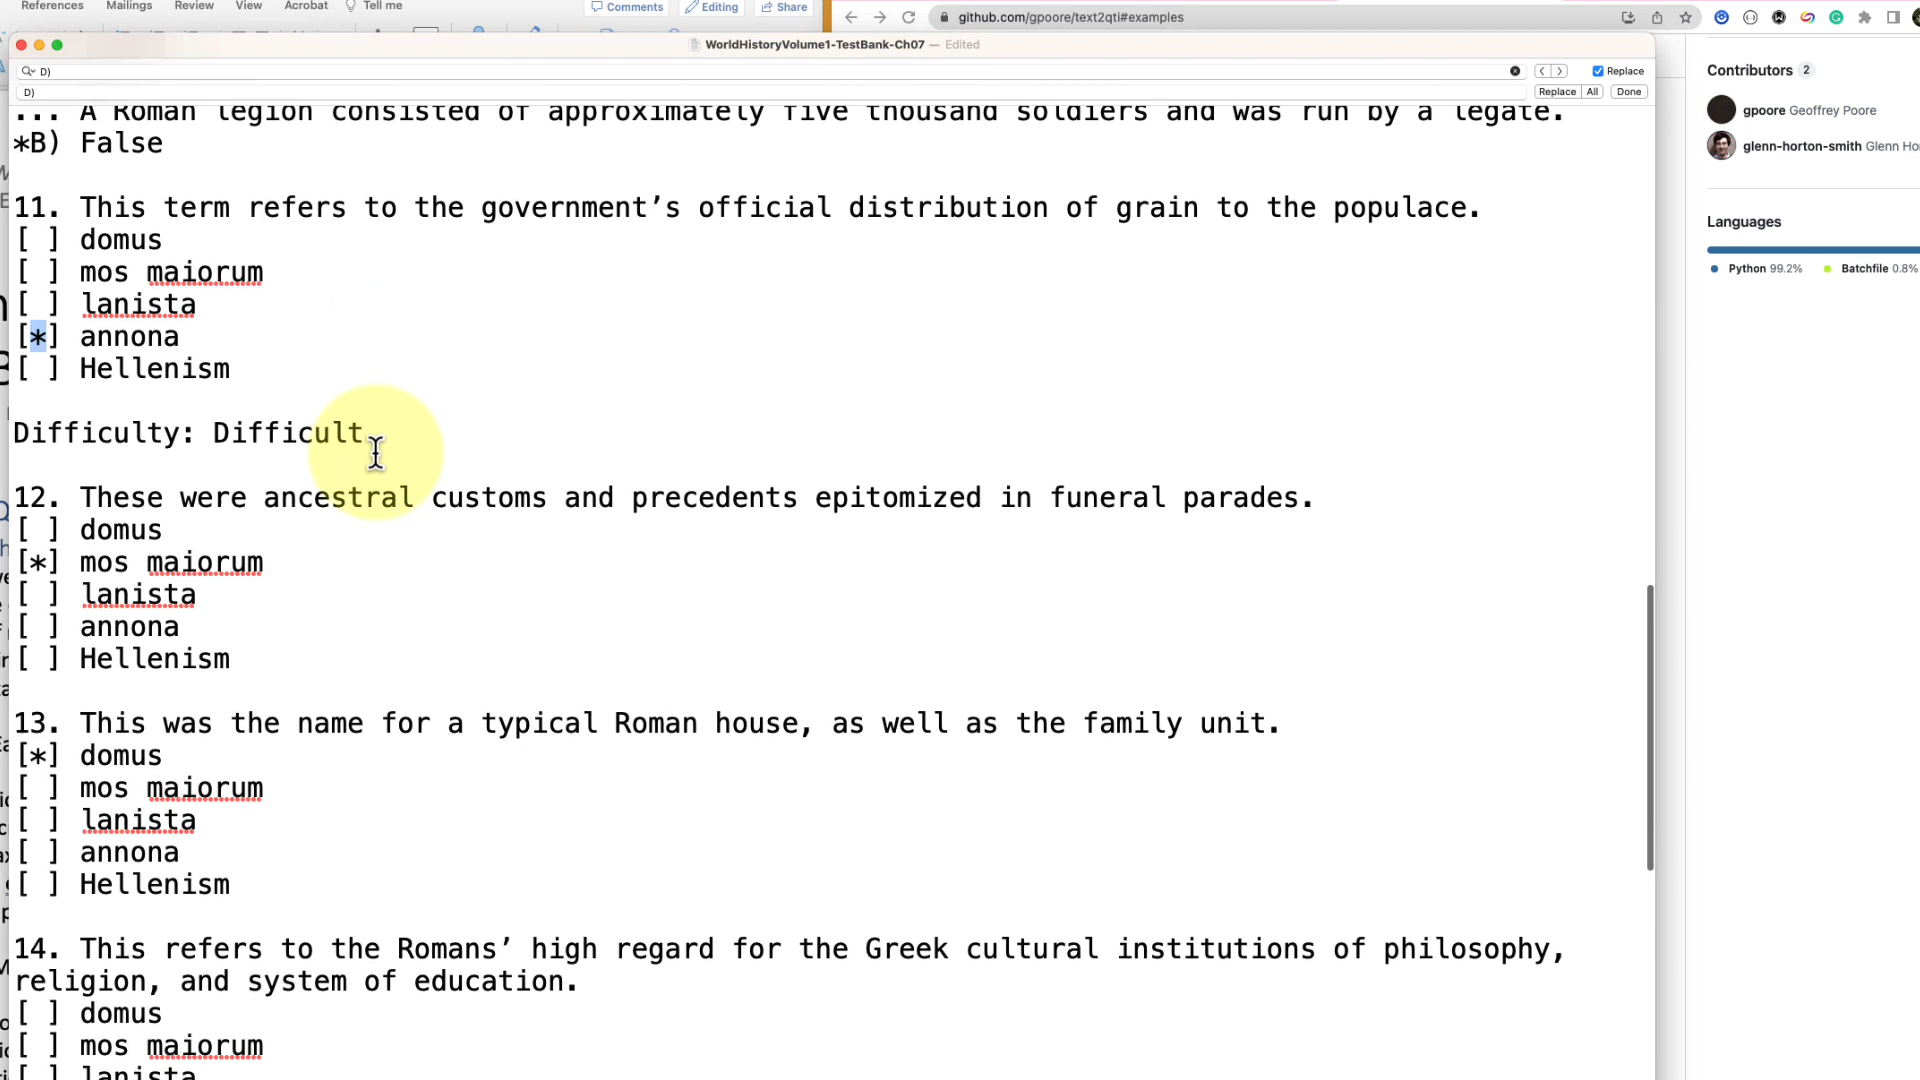 References Mailings Review View Acrobat Tell me
Comments Editing Share
github.com/gpoore/text2qti#examples
WorldHistoryVolume1-TestBank-Ch07 — Edited
D)
Replace
D)
Replace All Done
... A Roman legion consisted of approximately five thousand soldiers and was run by a legate.
*B) False
11. This term refers to the government’s official distribution of grain to the populace.
[ ] domus
[ ] mos maiorum
[ ] lanista
[*] annona
[ ] Hellenism
Difficulty: Difficult
12. These were ancestral customs and precedents epitomized in funeral parades.
[ ] domus
[*] mos maiorum
[ ] lanista
[ ] annona
[ ] Hellenism
13. This was the name for a typical Roman house, as well as the family unit.
[*] domus
[ ] mos maiorum
[ ] lanista
[ ] annona
[ ] Hellenism
14. This refers to the Romans’ high regard for the Greek cultural institutions of philosophy,
religion, and system of education.
[ ] domus
[ ] mos maiorum
[ ] lanista
Contributors 2
gpoore Geoffrey Poore
glenn-horton-smith Glenn Ho
Languages
Python 99.2% Batchfile 0.8%